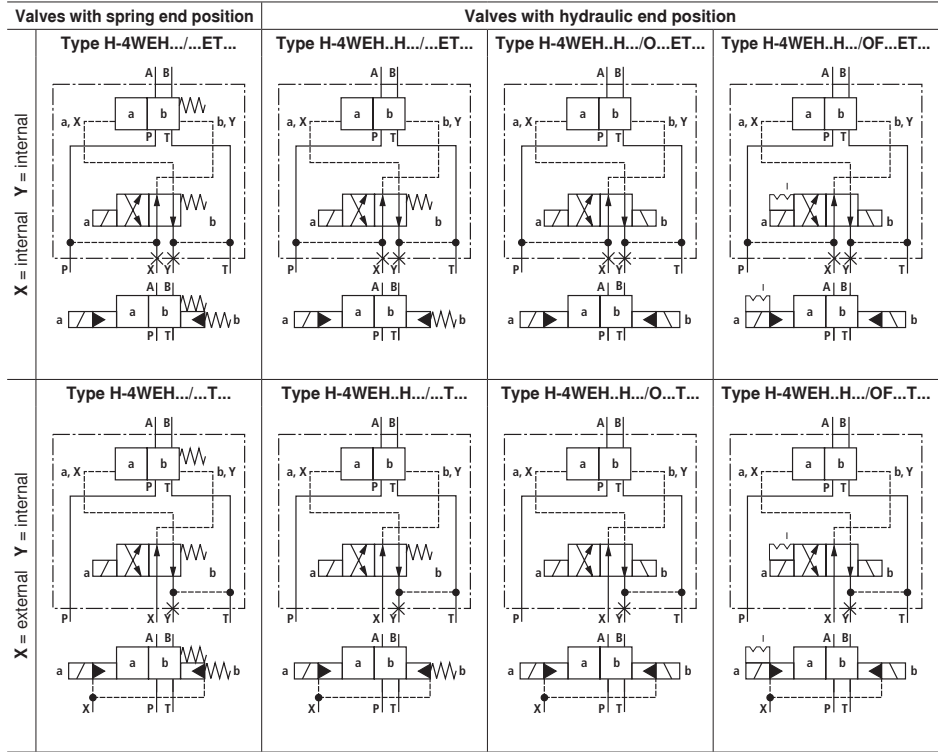 Valves with spring end position
Valves with hydraulic end position
Type H-4WEH.../...ET...
Type H-4WEH..H.../...ET...
Type H-4WEH..H.../O...ET...
Type H-4WEH..H.../OF...ET...
X = internal Y = internal
A B
A B
A B
A B
a b
a b
a b
a b
a, X b, Y
a, X b, Y
a, X b, Y
a, X b, Y
P T
P T
P T
P T
a b
a b
a b
a b
P X Y T
P X Y T
P X Y T
P X Y T
A B
A B
A B
A B
a a b b
a a b b
a a b b
a a b b
P T
P T
P T
P T
Type H-4WEH.../...T...
Type H-4WEH..H.../...T...
Type H-4WEH..H.../O...T...
Type H-4WEH..H.../OF...T...
X = external Y = internal
A B
A B
A B
A B
a b
a b
a b
a b
a, X b, Y
a, X b, Y
a, X b, Y
a, X b, Y
P T
P T
P T
P T
a b
a b
a b
a b
P X Y T
P X Y T
P X Y T
P X Y T
A B
A B
A B
A B
a a b b
a a b b
a a b b
a a b b
X P T
X P T
X P T
X P T